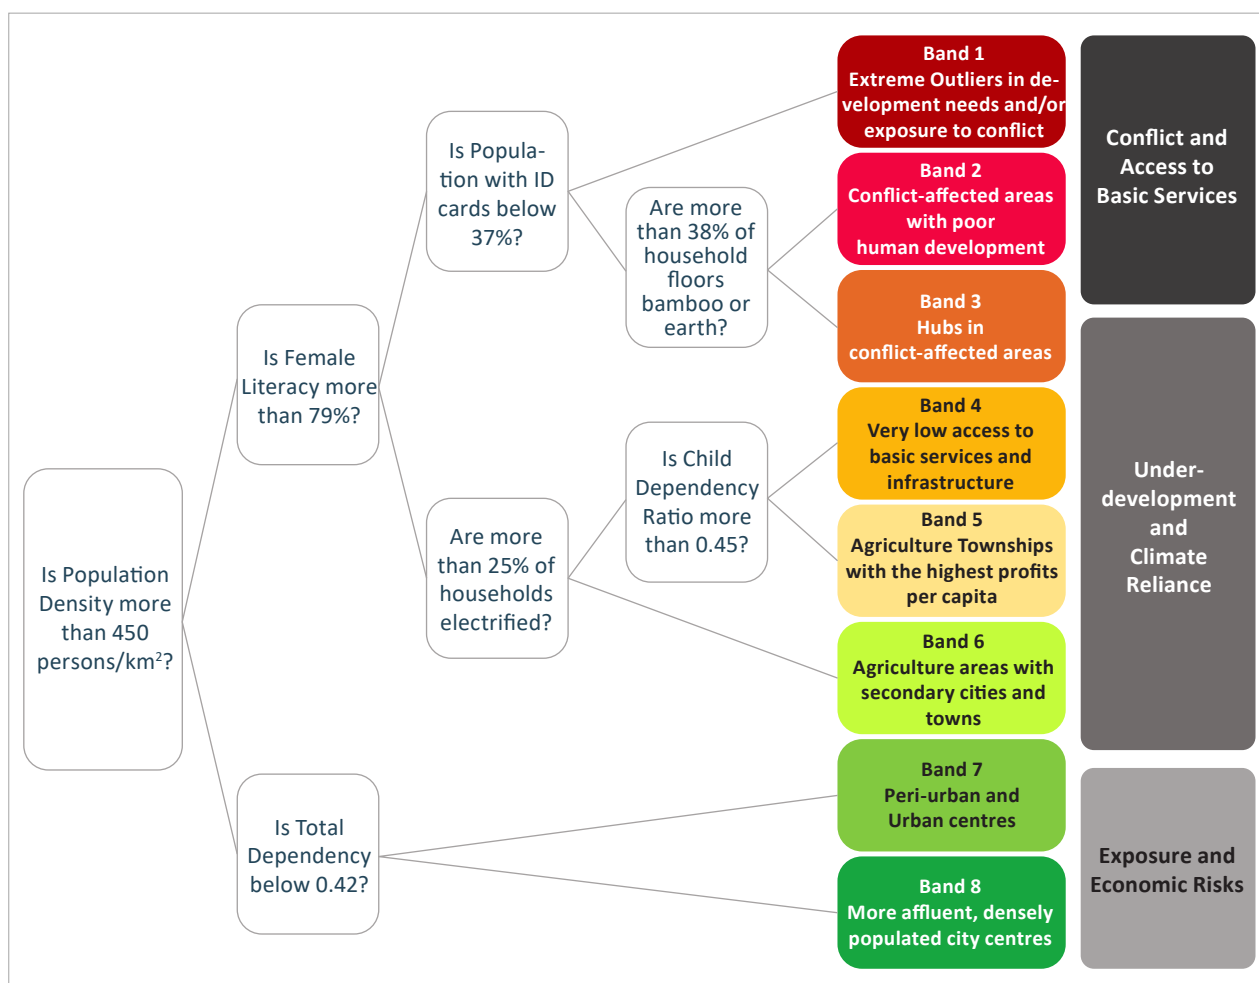 Is Population
Density more
than 450
persons/km²?
Is Female
Literacy more
than 79%?
Is Total
Dependency
below 0.42?
Is Popula-
tion with ID
cards below
37%?
Are more
than 25% of
households
electrified?
Are more
than 38% of
household
floors
bamboo or
earth?
Is Child
Dependency
Ratio more
than 0.45?
Band 1
Extreme Outliers in de-
velopment needs and/or
exposure to conflict
Band 2
Conflict-affected areas
with poor
human development
Band 3
Hubs in
conflict-affected areas
Band 4
Very low access to
basic services and
infrastructure
Band 5
Agriculture Townships
with the highest profits
per capita
Band 6
Agriculture areas with
secondary cities and
towns
Band 7
Peri-urban and
Urban centres
Band 8
More affluent, densely
populated city centres
Conflict and
Access to
Basic Services
Under-
development
and
Climate
Reliance
Exposure and
Economic Risks